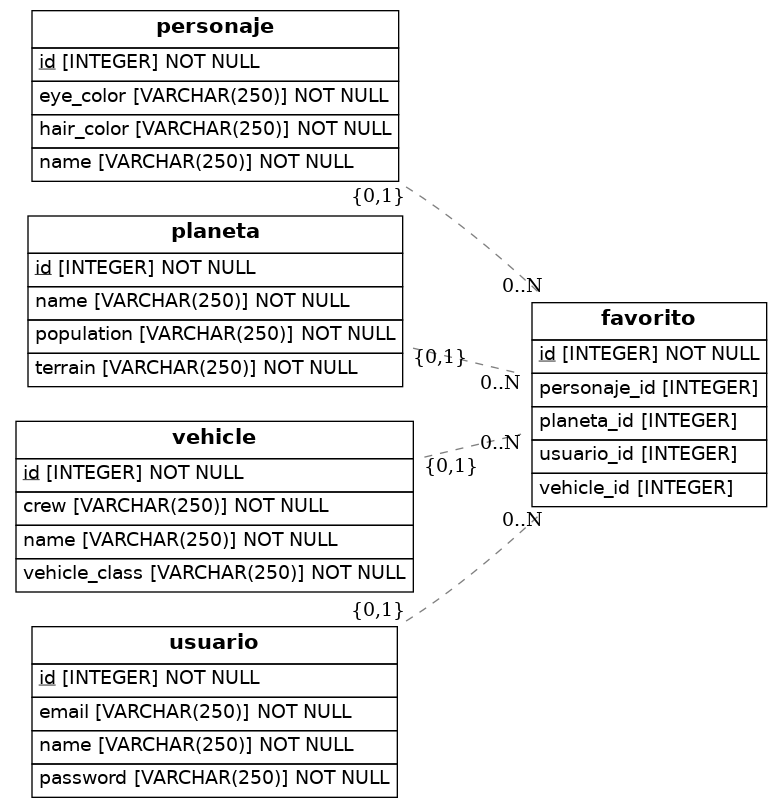 personaje
id [INTEGER] NOT NULL
eye_color [VARCHAR(250)] NOT NULL
hair_color [VARCHAR(250)] NOT NULL
name [VARCHAR(250)] NOT NULL
{0,1}
0..N
planeta
id [INTEGER] NOT NULL
name [VARCHAR(250)] NOT NULL
population [VARCHAR(250)] NOT NULL
terrain [VARCHAR(250)] NOT NULL
{0,1}
0..N
vehicle
id [INTEGER] NOT NULL
crew [VARCHAR(250)] NOT NULL
name [VARCHAR(250)] NOT NULL
vehicle_class [VARCHAR(250)] NOT NULL
{0,1}
0..N
usuario
id [INTEGER] NOT NULL
email [VARCHAR(250)] NOT NULL
name [VARCHAR(250)] NOT NULL
password [VARCHAR(250)] NOT NULL
{0,1}
0..N
favorito
id [INTEGER] NOT NULL
personaje_id [INTEGER]
planeta_id [INTEGER]
usuario_id [INTEGER]
vehicle_id [INTEGER]